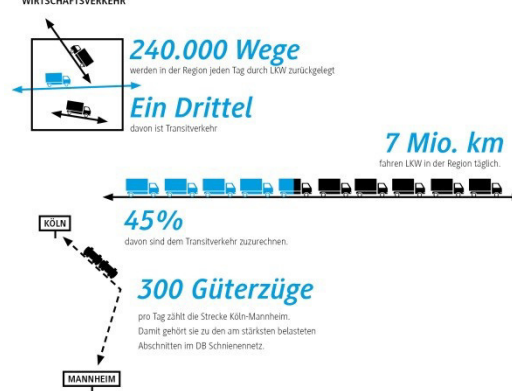 WIRTSCHAFTSVERKEHR
240.000 Wege
werden in der Region jeden Tag durch LKW zurückgelegt
Ein Drittel
davon ist Transitverkehr
7 Mio. km
fahren LKW in der Region täglich.
45%
davon sind dem Transitverkehr zuzurechnen.
KÖLN
300 Güterzüge
pro Tag zählt die Strecke Köln-Mannheim.
Damit gehört sie zu den am stärksten belasteten
Abschnitten im DB Schienennetz.
MANNHEIM